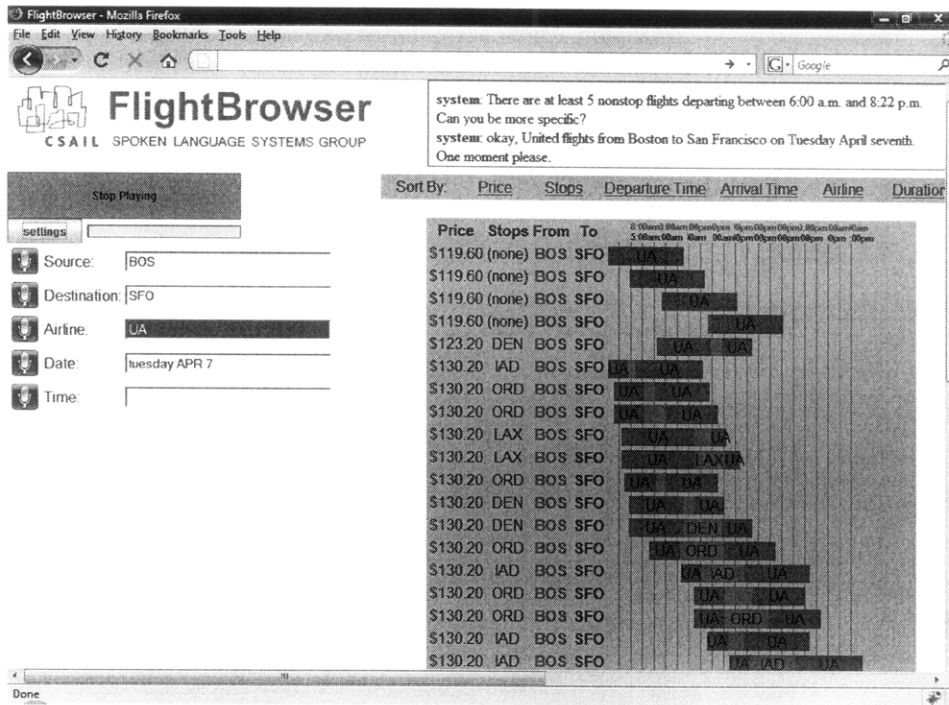 FlightBrowser - Mozilla Firefox
File Edit View History Bookmarks Tools Help
Google
FlightBrowser
CSAIL SPOKEN LANGUAGE SYSTEMS GROUP
system: There are at least 5 nonstop flights departing between 6:00 a.m. and 8:22 p.m.
Can you be more specific?
system: okay, United flights from Boston to San Francisco on Tuesday April seventh.
One moment please.
Stop Playing
settings
Source: BOS
Destination: SFO
Airline: UA
Date: tuesday APR 7
Time:
Sort By: Price Stops Departure Time Arrival Time Airline Duration
Price Stops From To
$119.60 (none) BOS SFO UA
$119.60 (none) BOS SFO UA
$119.60 (none) BOS SFO UA
$119.60 (none) BOS SFO UA
$123.20 DEN BOS SFO UA UA
$130.20 IAD BOS SFO UA UA
$130.20 ORD BOS SFO UA UA
$130.20 ORD BOS SFO UA UA
$130.20 LAX BOS SFO UA UA
$130.20 LAX BOS SFO UA LAX UA
$130.20 ORD BOS SFO UA UA
$130.20 DEN BOS SFO UA UA
$130.20 DEN BOS SFO UA DEN UA
$130.20 ORD BOS SFO UA ORD UA
$130.20 IAD BOS SFO UA IAD UA
$130.20 ORD BOS SFO UA UA
$130.20 ORD BOS SFO UA ORD UA
$130.20 IAD BOS SFO UA UA
$130.20 IAD BOS SFO UA IAD UA
Done